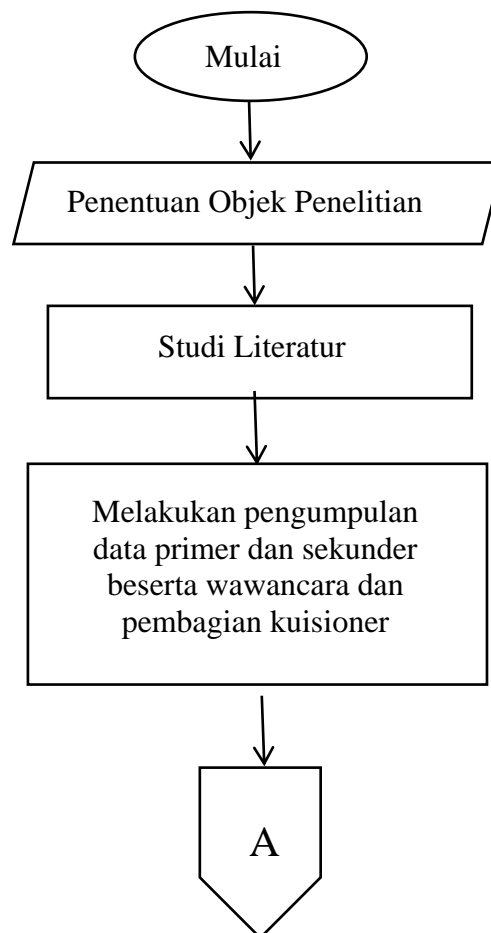 Mulai
Penentuan Objek Penelitian
Studi Literatur
Melakukan pengumpulan
data primer dan sekunder
beserta wawancara dan
pembagian kuisioner
A